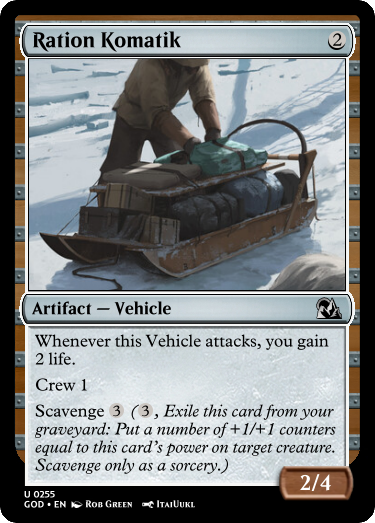 Ration Komatik 2
Artifact — Vehicle
Whenever this Vehicle attacks, you gain
2 life.
Crew 1
Scavenge 3 (3, Exile this card from your
graveyard: Put a number of +1/+1 counters
equal to this card's power on target creature.
Scavenge only as a sorcery.)
2/4
U 0255
GOD • EN Rob Green ItaiUukl